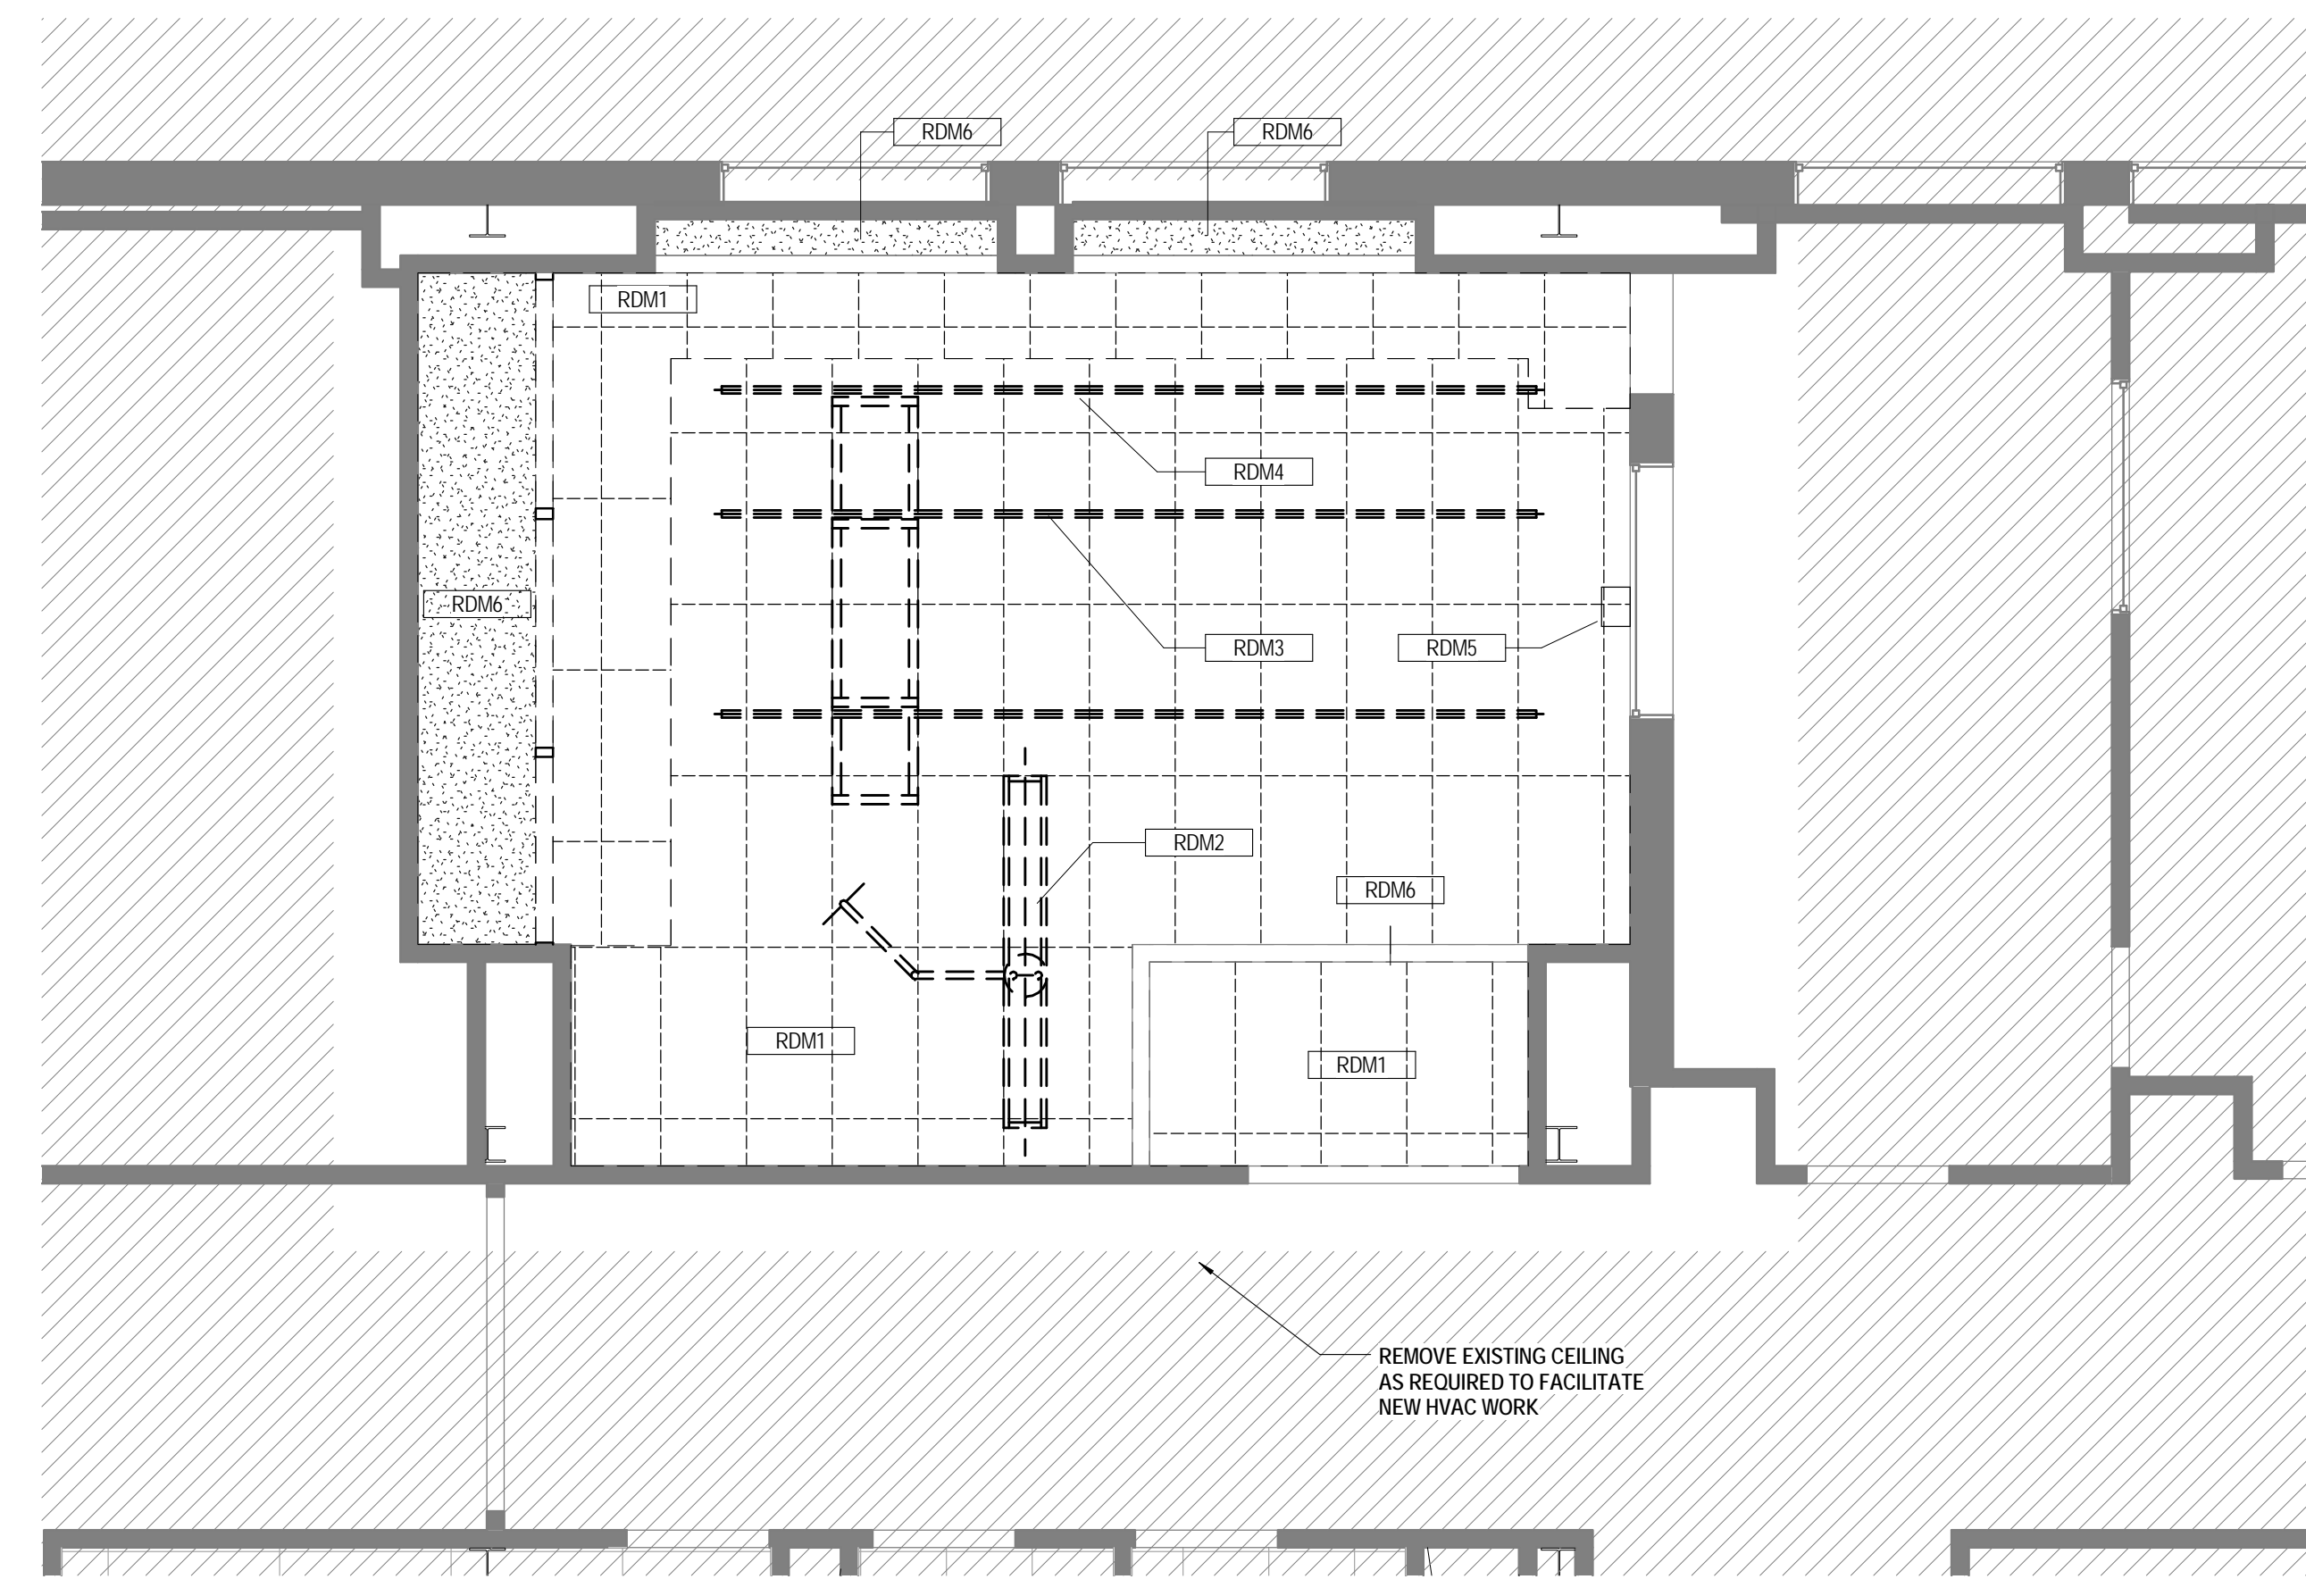 RDM6
RDM6
RDM1
RDM4
RDM6
RDM3
RDM5
RDM2
RDM6
RDM1
RDM1
REMOVE EXISTING CEILING
AS REQUIRED TO FACILITATE
NEW HVAC WORK